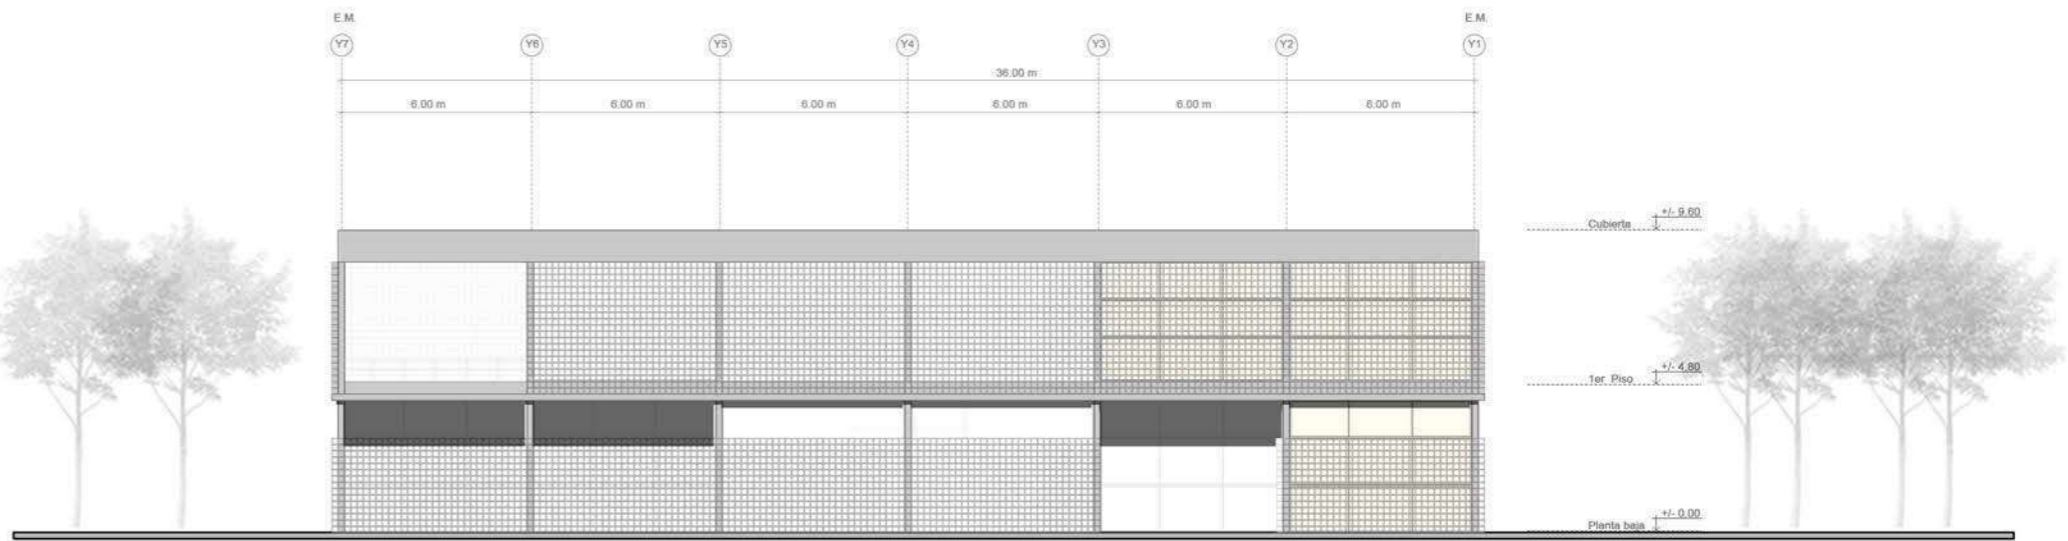 E.M. E.M.
Y7 Y6 Y5 Y4 Y3 Y2 Y1
36.00 m
6.00 m 6.00 m 6.00 m 6.00 m 6.00 m 6.00 m
+/- 9.60
Cubierta
+/- 4.80
1er Piso
+/- 0.00
Planta baja